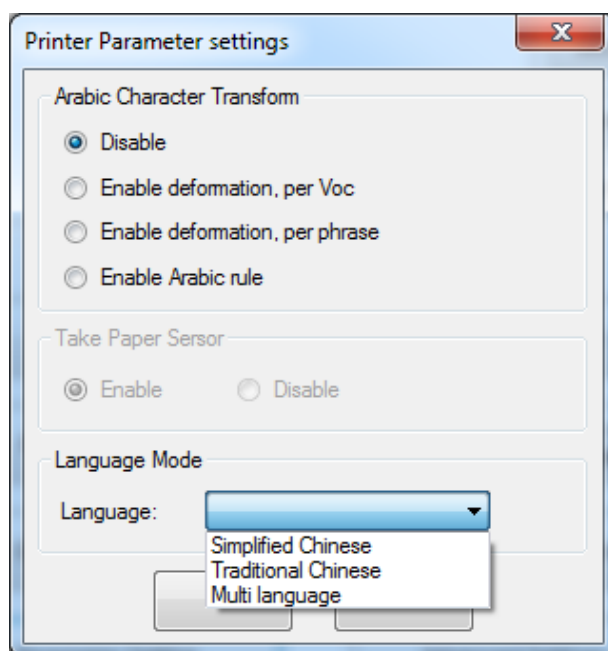 Printer Parameter settings
Arabic Character Transform
Disable
Enable deformation, per Voc
Enable deformation, per phrase
Enable Arabic rule
Take Paper Sersor
Enable Disable
Language Mode
Language:
Simplified Chinese
Traditional Chinese
Multi language